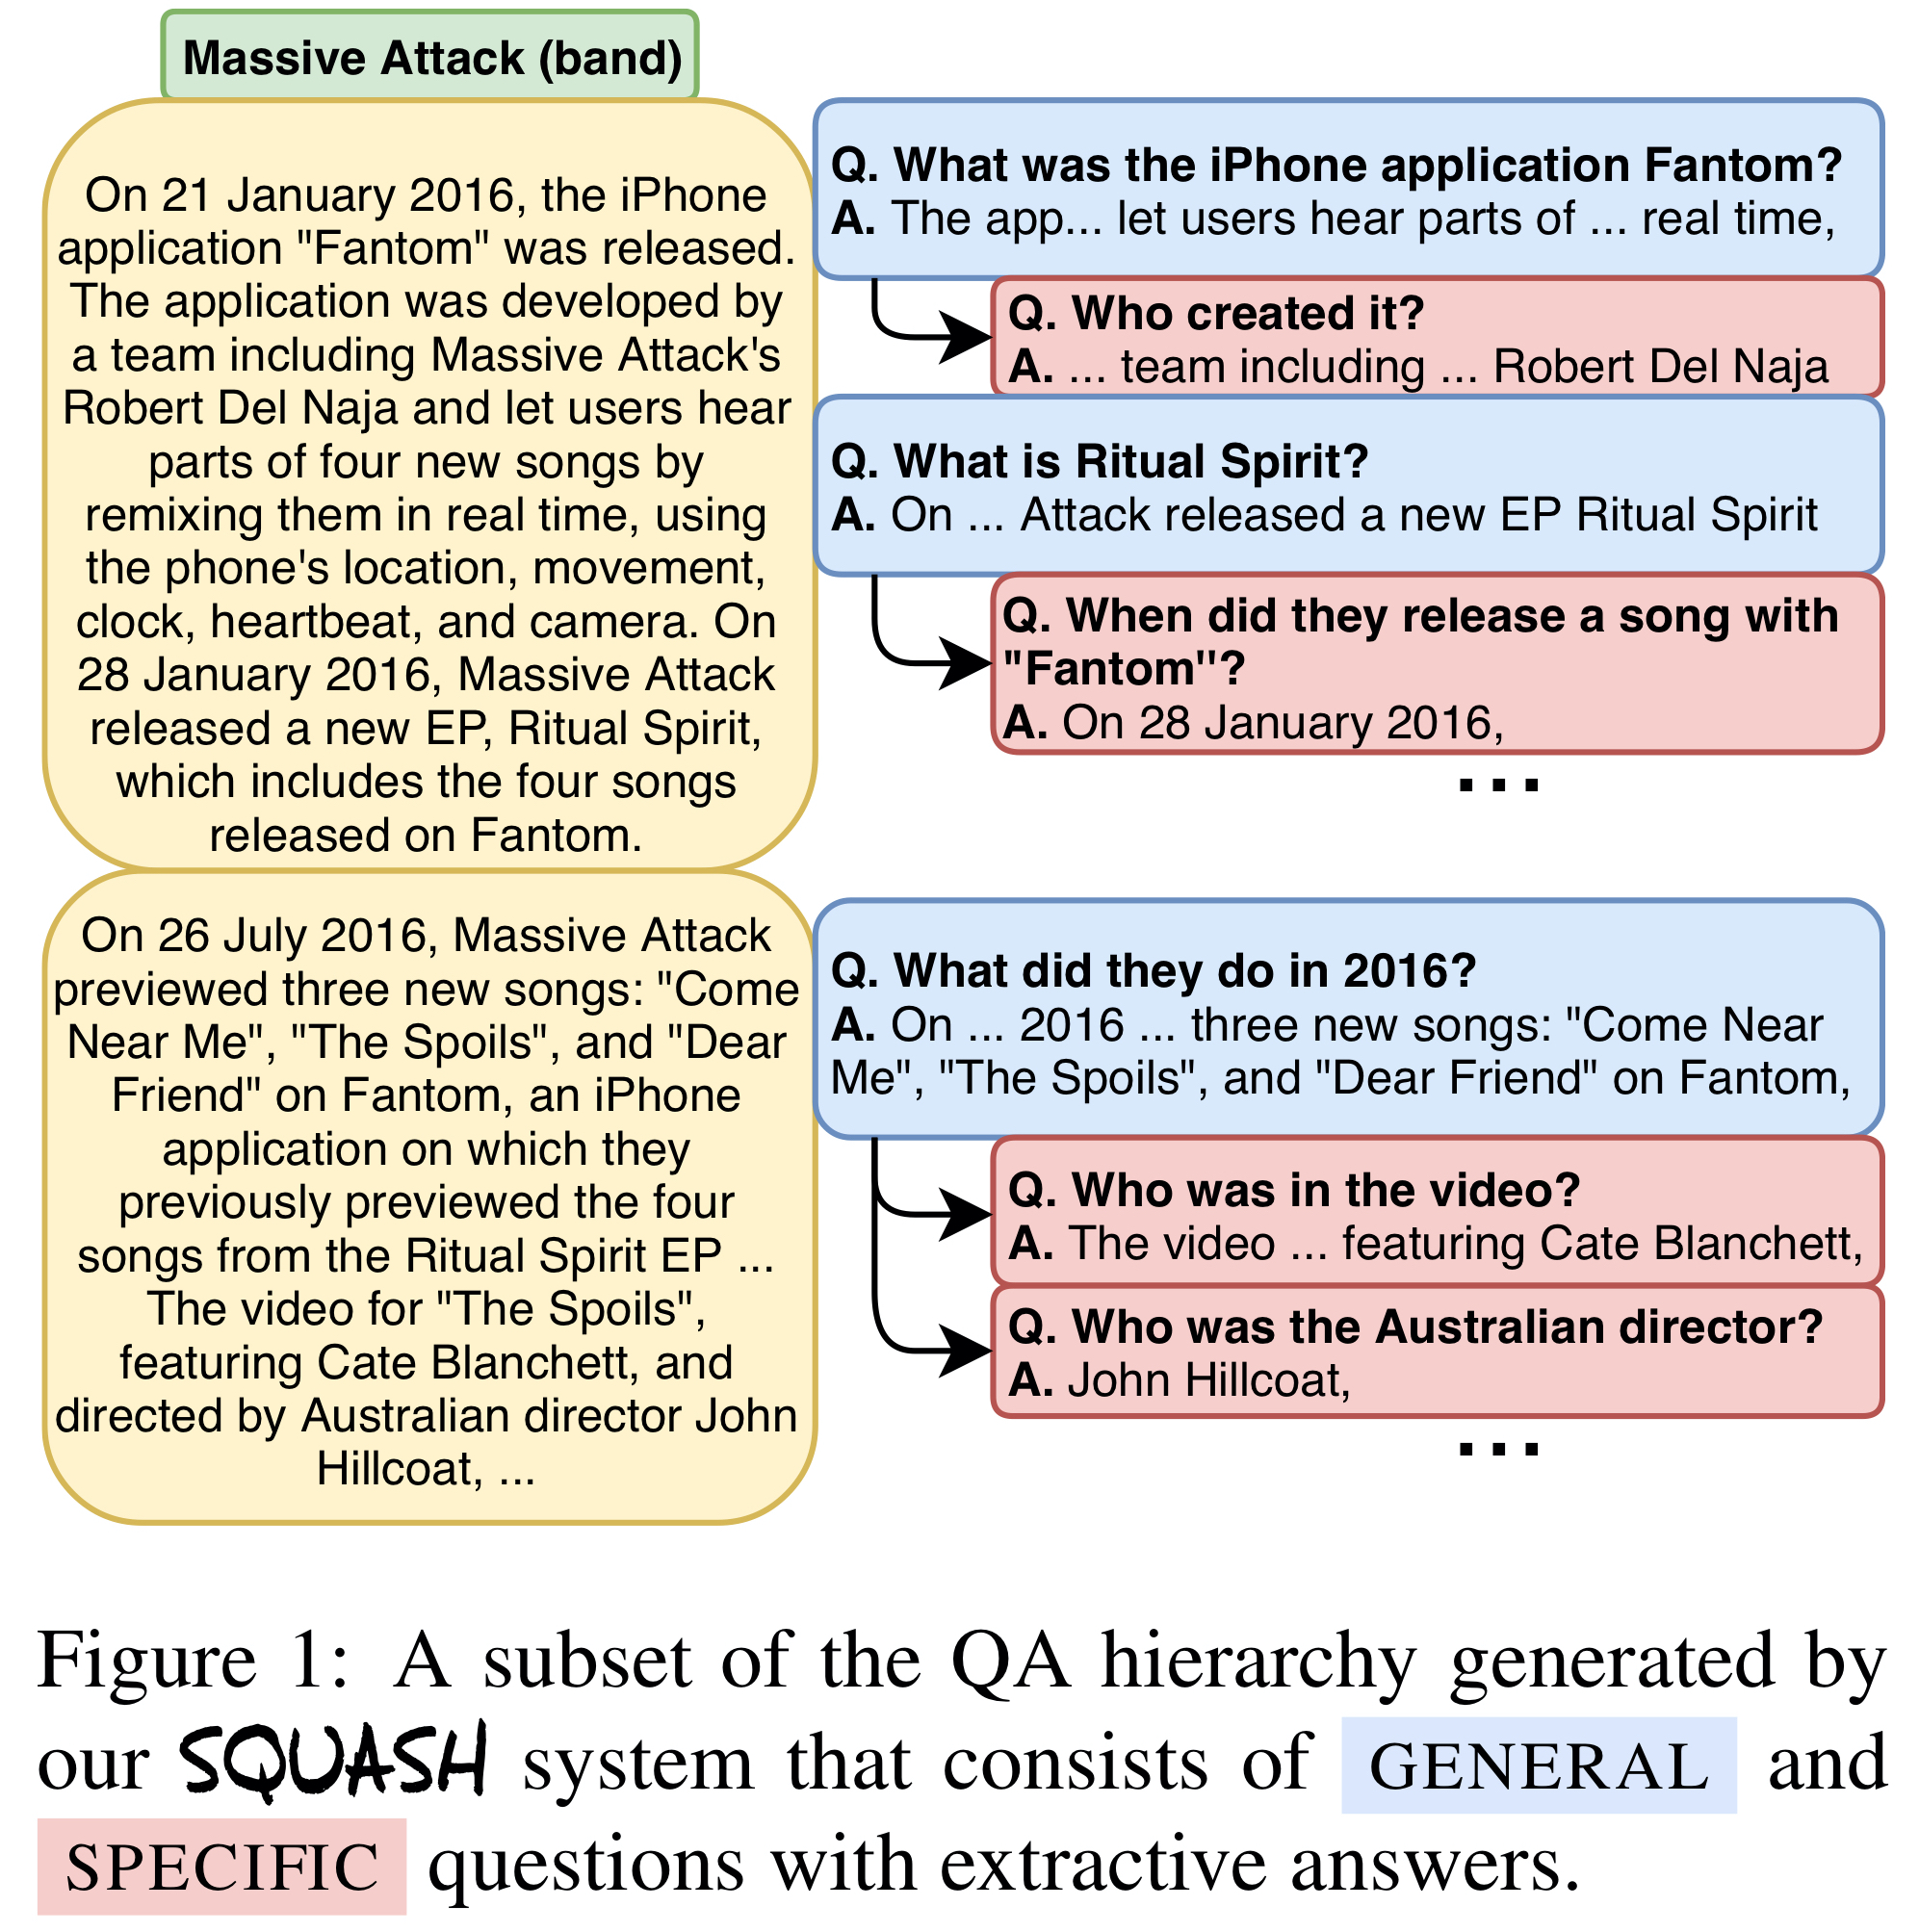 Massive Attack (band)
On 21 January 2016, the iPhone
application "Fantom" was released.
The application was developed by
a team including Massive Attack's
Robert Del Naja and let users hear
parts of four new songs by
remixing them in real time, using
the phone's location, movement,
clock, heartbeat, and camera. On
28 January 2016, Massive Attack
released a new EP, Ritual Spirit,
which includes the four songs
released on Fantom.
Q. What was the iPhone application Fantom?
A. The app... let users hear parts of ... real time,
Q. Who created it?
A. ... team including ... Robert Del Naja
Q. What is Ritual Spirit?
A. On ... Attack released a new EP Ritual Spirit
Q. When did they release a song with
"Fantom"?
A. On 28 January 2016,
...
On 26 July 2016, Massive Attack
previewed three new songs: "Come
Near Me", "The Spoils", and "Dear
Friend" on Fantom, an iPhone
application on which they
previously previewed the four
songs from the Ritual Spirit EP ...
The video for "The Spoils",
featuring Cate Blanchett, and
directed by Australian director John
Hillcoat, ...
Q. What did they do in 2016?
A. On ... 2016 ... three new songs: "Come Near
Me", "The Spoils", and "Dear Friend" on Fantom,
Q. Who was in the video?
A. The video ... featuring Cate Blanchett,
Q. Who was the Australian director?
A. John Hillcoat,
...
Figure 1: A subset of the QA hierarchy generated by
our SQUASH system that consists of GENERAL and
SPECIFIC questions with extractive answers.